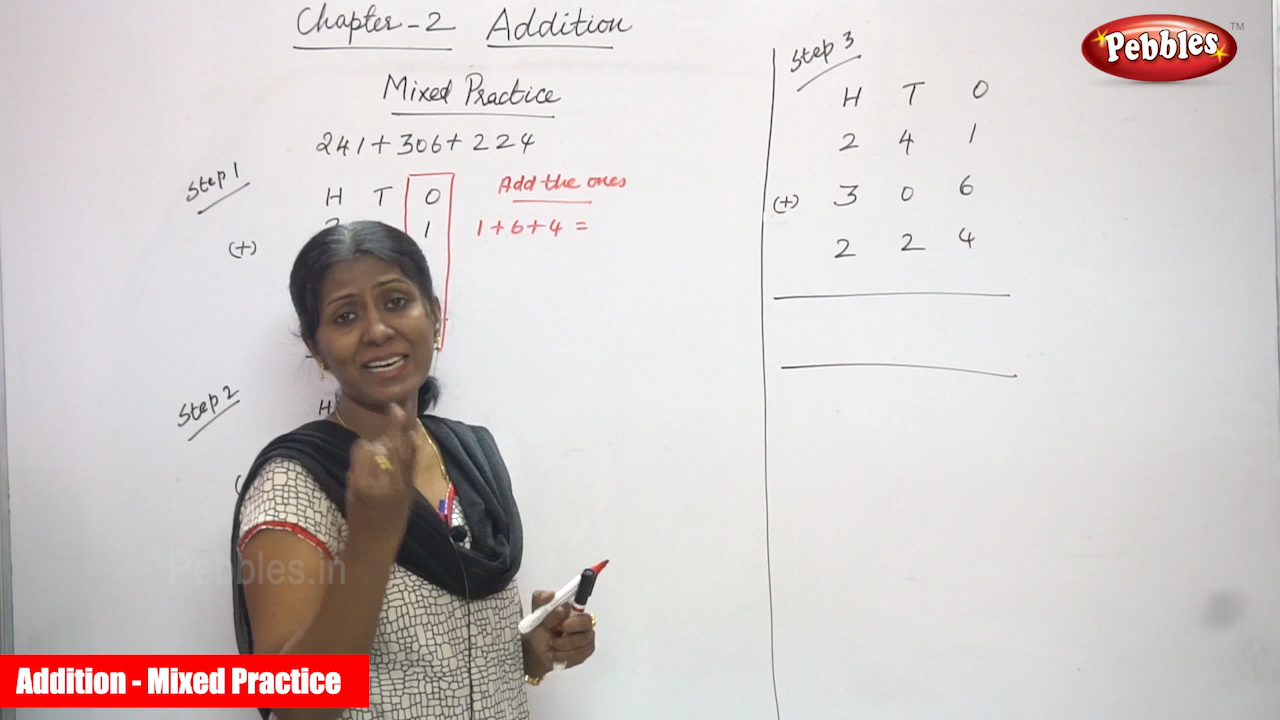 Chapter-2 Addition
Mixed Practice
241+306+224
Step 1
H T O
1
(+)
Add the ones
1+6+4 =
Step 2
H
Step 3
H T O
2 4 1
(+) 3 0 6
2 2 4
Pebbles TM
Pebbles.in
Addition - Mixed Practice